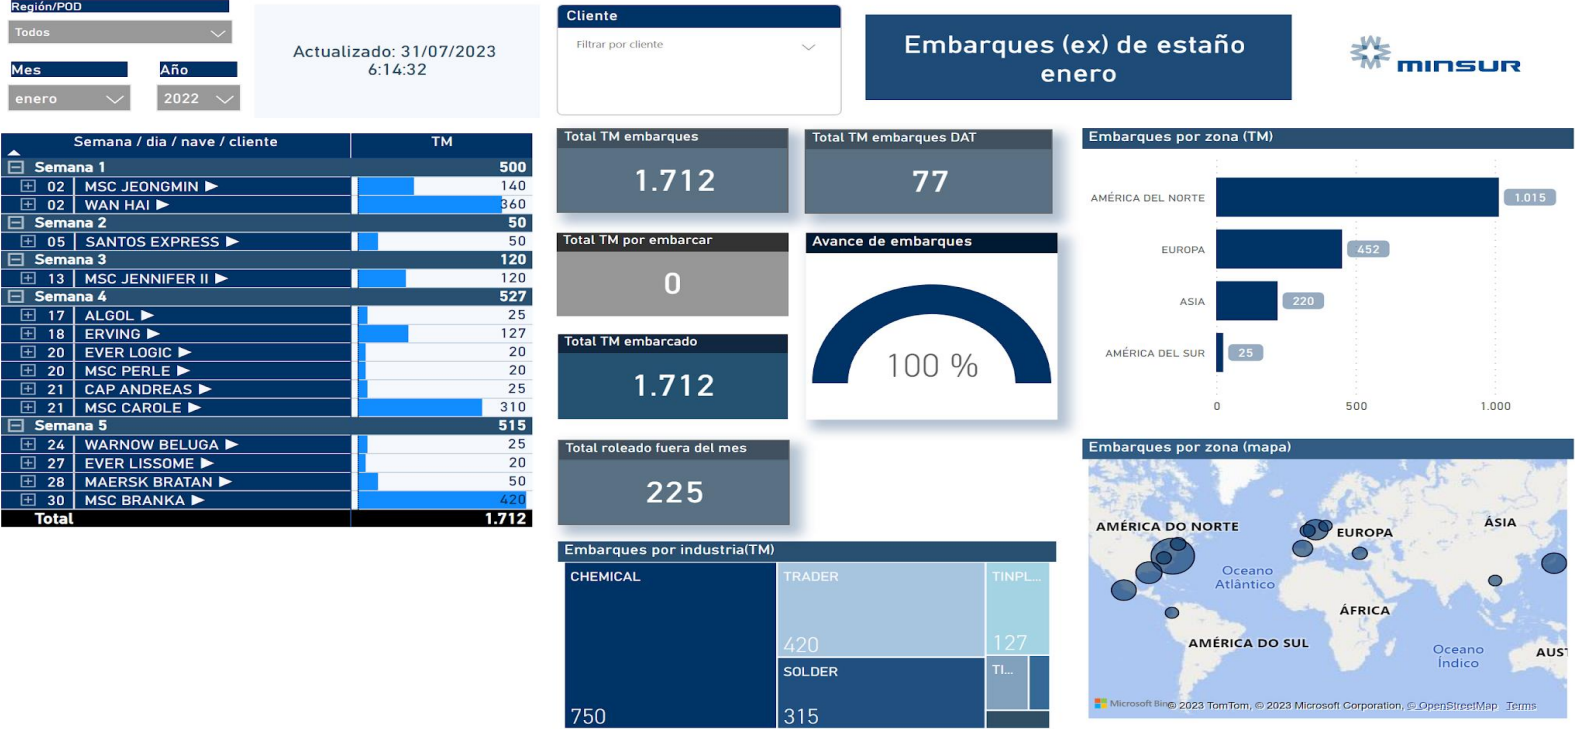 Región/POD
Todos
Mes
Año
enero
2022
Actualizado: 31/07/2023
6:14:32
Cliente
Filtrar por cliente
Embarques (ex) de estaño
enero
minsur
Semana / dia / nave / cliente TM
Semana 1 500
02 MSC JEONGMIN 140
02 WAN HAI 360
Semana 2 50
05 SANTOS EXPRESS 50
Semana 3 120
13 MSC JENNIFER II 120
Semana 4 527
17 ALGOL 25
18 ERVING 127
20 EVER LOGIC 20
20 MSC PERLE 20
21 CAP ANDREAS 25
21 MSC CAROLE 310
Semana 5 515
24 WARNOW BELUGA 25
27 EVER LISSOME 20
28 MAERSK BRATAN 50
30 MSC BRANKA 420
Total 1.712
Total TM embarques
1.712
Total TM embarques DAT
77
Total TM por embarcar
0
Avance de embarques
100 %
Total TM embarcado
1.712
Total roleado fuera del mes
225
Embarques por industria(TM)
CHEMICAL
750
TRADER
420
SOLDER
315
TINPL...
127
TI...
Embarques por zona (TM)
AMÉRICA DEL NORTE 1.015
EUROPA 452
ASIA 220
AMÉRICA DEL SUR 25
0 500 1.000
Embarques por zona (mapa)
AMÉRICA DO NORTE
EUROPA
ÁSIA
Oceano
Atlântico
ÁFRICA
AMÉRICA DO SUL
Oceano
Índico
AUST
Microsoft Bing
© 2023 TomTom, © 2023 Microsoft Corporation, © OpenStreetMap Terms